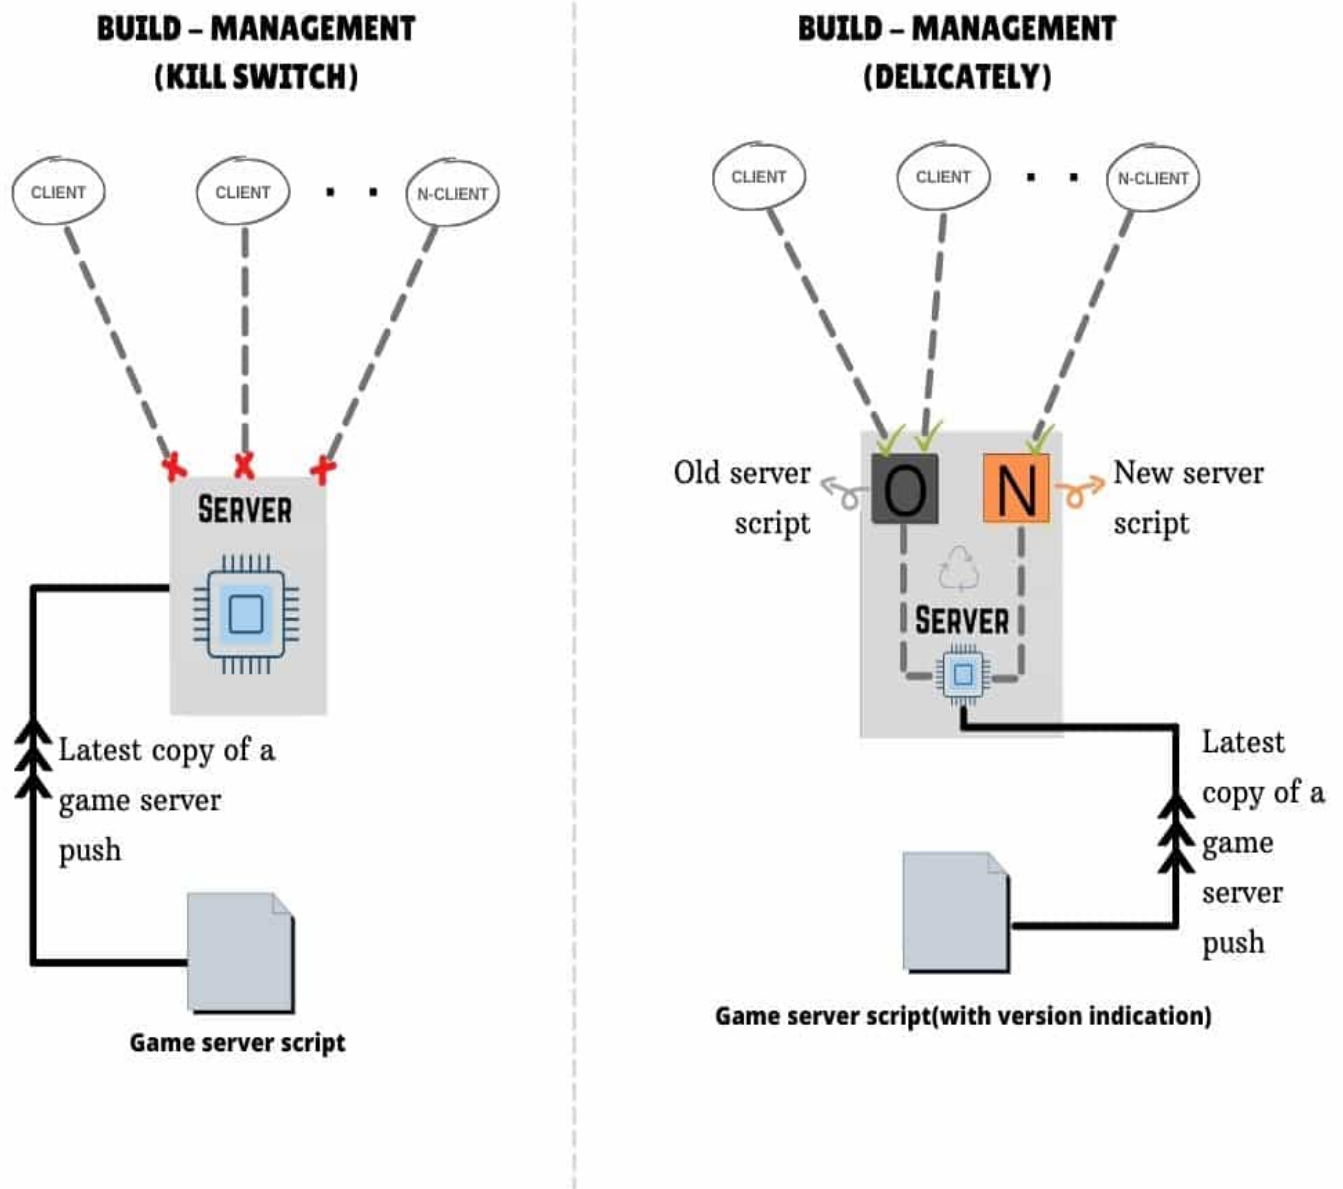 BUILD – MANAGEMENT
(KILL SWITCH)
CLIENT
CLIENT
N-CLIENT
SERVER
Latest copy of a
game server
push
Game server script
BUILD – MANAGEMENT
(DELICATELY)
CLIENT
CLIENT
N-CLIENT
Old server
script
O
N
New server
script
SERVER
Latest
copy of a
game
server
push
Game server script(with version indication)